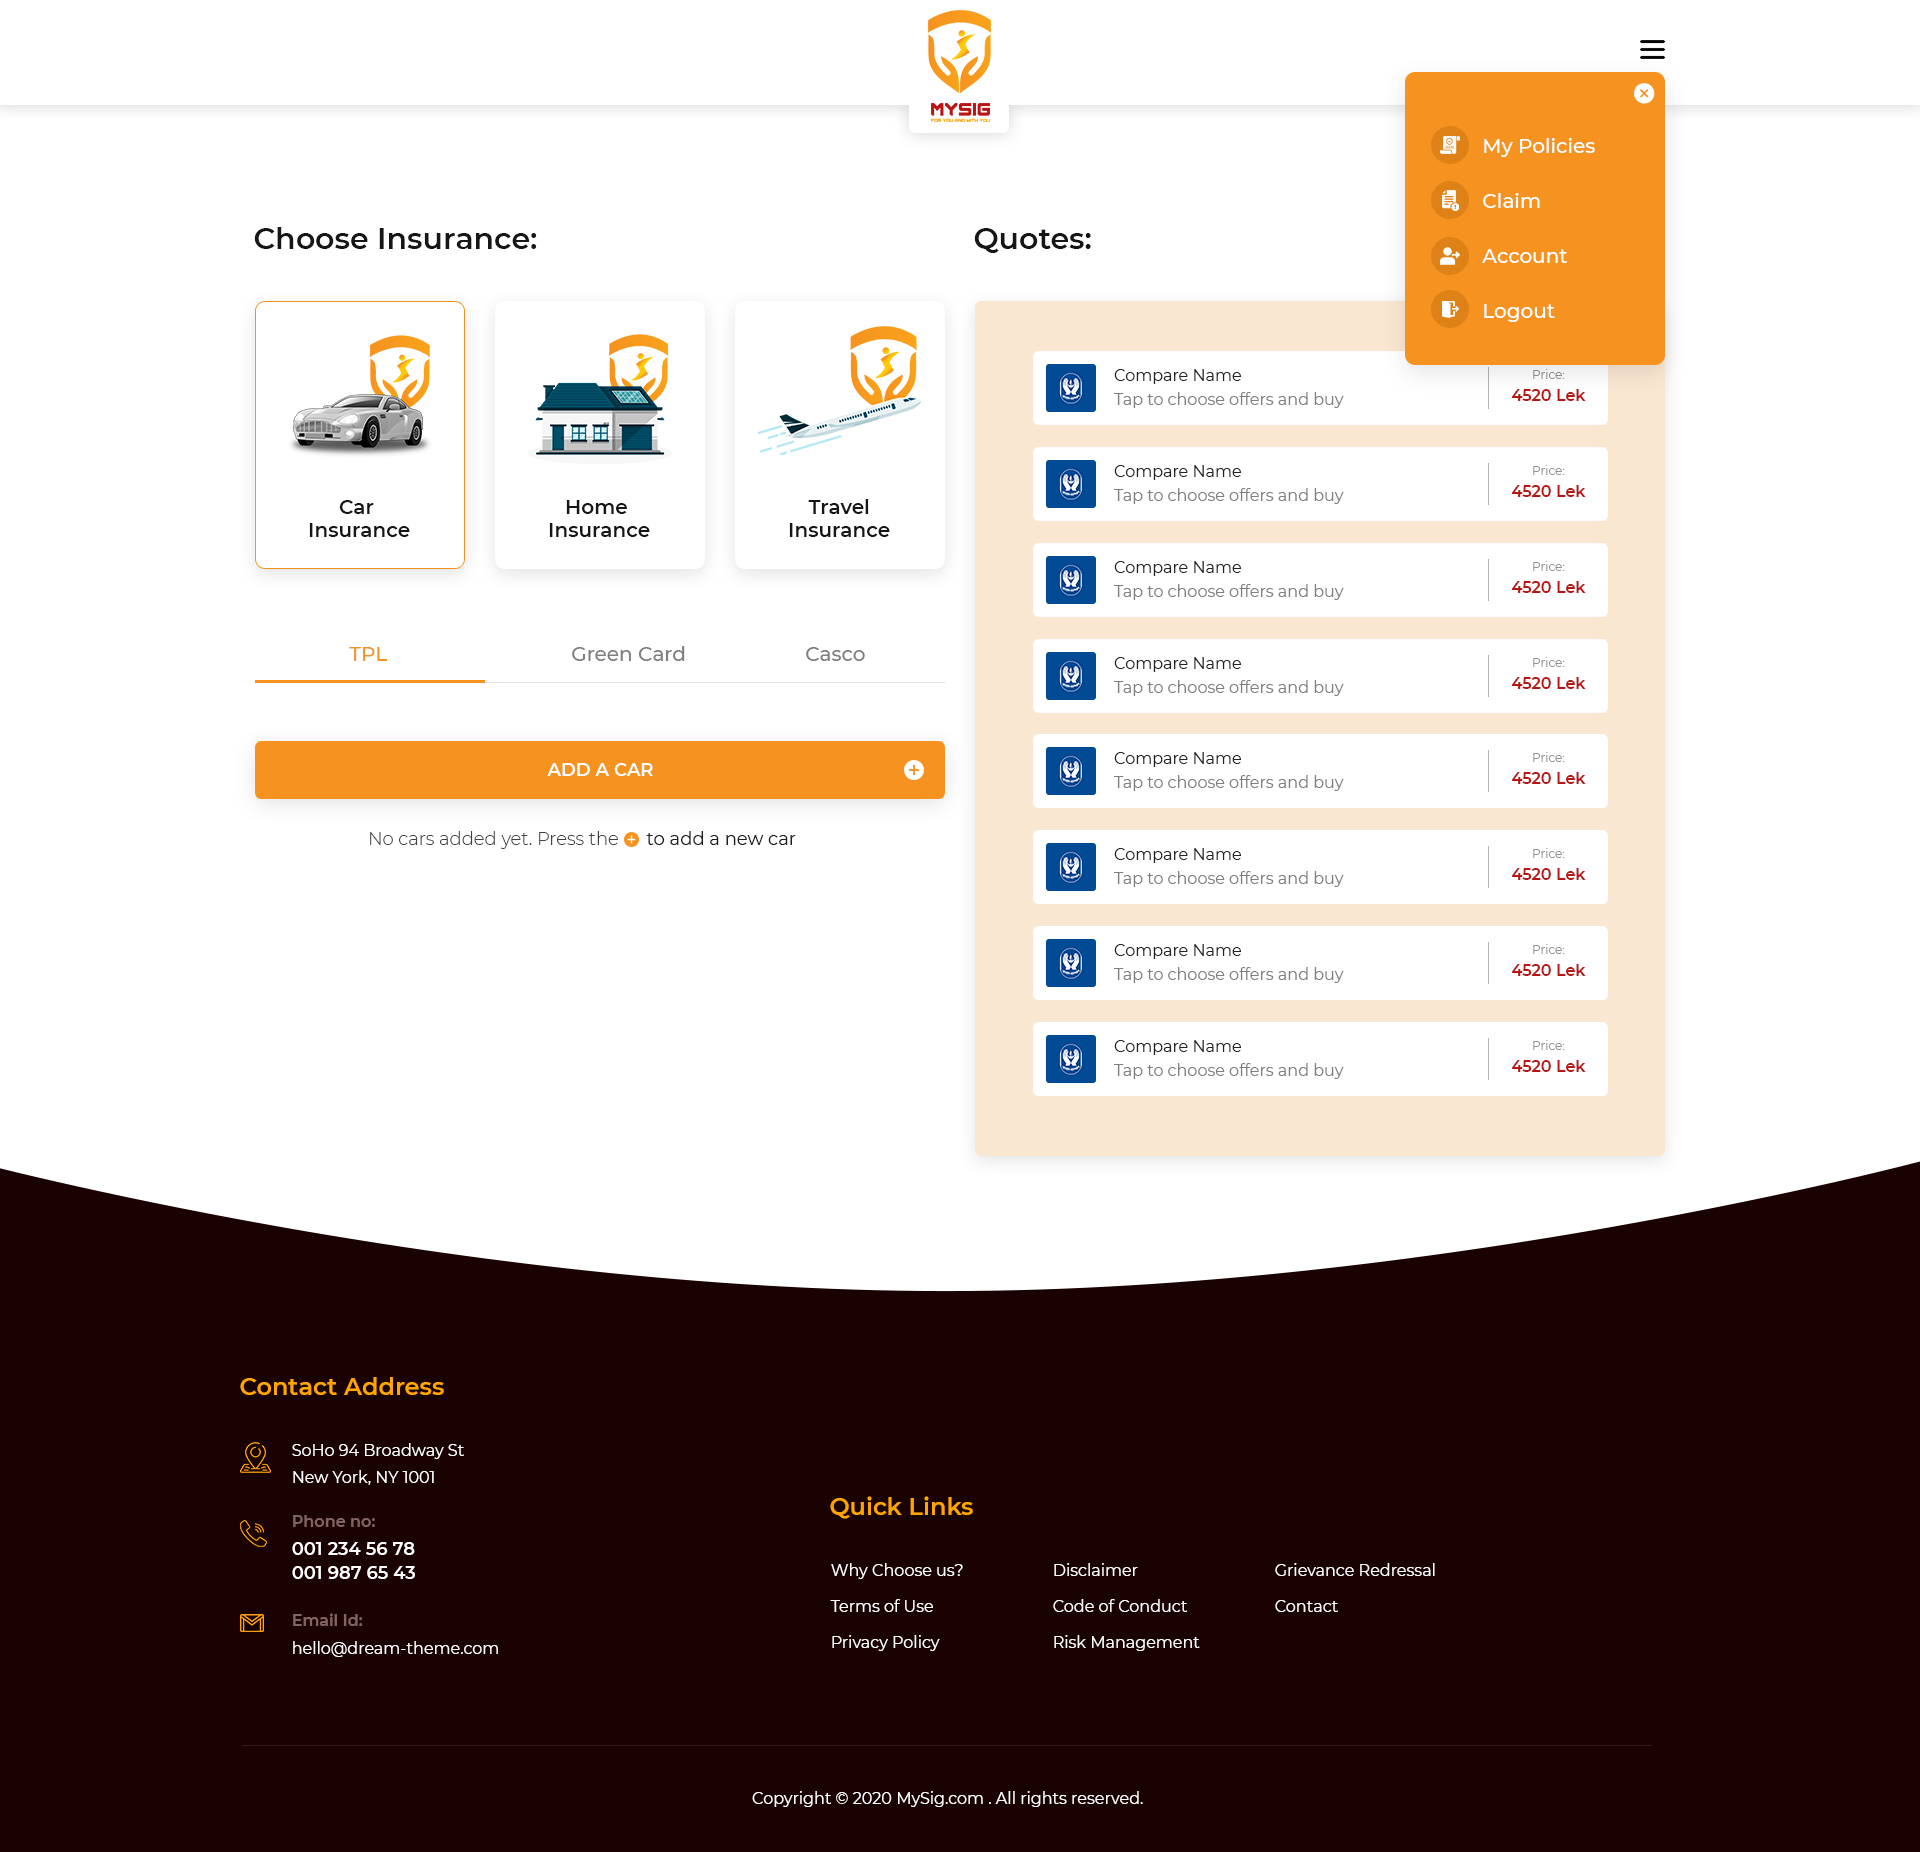 MYSIG
FOR YOU AND WITH YOU
My Policies
Claim
Account
Logout
Choose Insurance:
Car
Insurance
Home
Insurance
Travel
Insurance
TPL
Green Card
Casco
ADD A CAR
No cars added yet. Press the to add a new car
Quotes:
Compare Name
Tap to choose offers and buy
Price:
4520 Lek
Compare Name
Tap to choose offers and buy
Price:
4520 Lek
Compare Name
Tap to choose offers and buy
Price:
4520 Lek
Compare Name
Tap to choose offers and buy
Price:
4520 Lek
Compare Name
Tap to choose offers and buy
Price:
4520 Lek
Compare Name
Tap to choose offers and buy
Price:
4520 Lek
Compare Name
Tap to choose offers and buy
Price:
4520 Lek
Compare Name
Tap to choose offers and buy
Price:
4520 Lek
Contact Address
SoHo 94 Broadway St
New York, NY 1001
Phone no:
001 234 56 78
001 987 65 43
Email Id:
hello@dream-theme.com
Quick Links
Why Choose us?
Terms of Use
Privacy Policy
Disclaimer
Code of Conduct
Risk Management
Grievance Redressal
Contact
Copyright © 2020 MySig.com . All rights reserved.